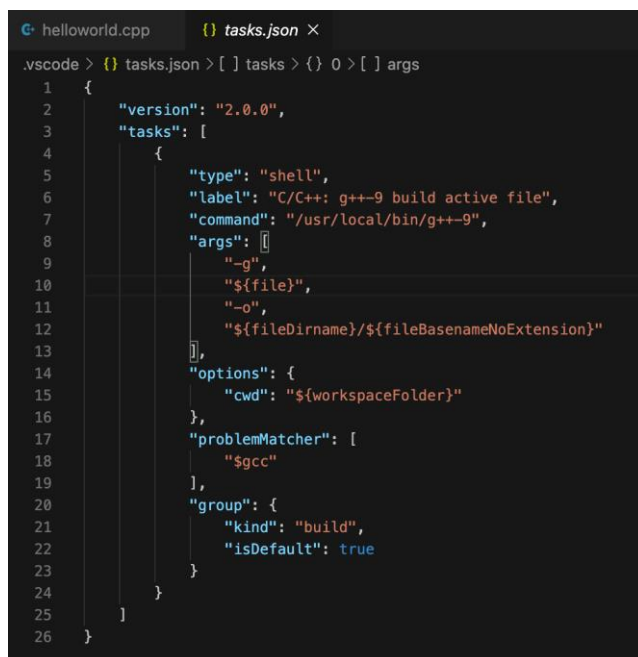 helloworld.cpp {} tasks.json ×
.vscode > {} tasks.json > [ ] tasks > {} 0 > [ ] args
1 {
2     "version": "2.0.0",
3     "tasks": [
4         {
5             "type": "shell",
6             "label": "C/C++: g++-9 build active file",
7             "command": "/usr/local/bin/g++-9",
8             "args": [
9                 "-g",
10                 "${file}",
11                 "-o",
12                 "${fileDirname}/${fileBasenameNoExtension}"
13             ],
14             "options": {
15                 "cwd": "${workspaceFolder}"
16             },
17             "problemMatcher": [
18                 "$gcc"
19             ],
20             "group": {
21                 "kind": "build",
22                 "isDefault": true
23             }
24         }
25     ]
26 }